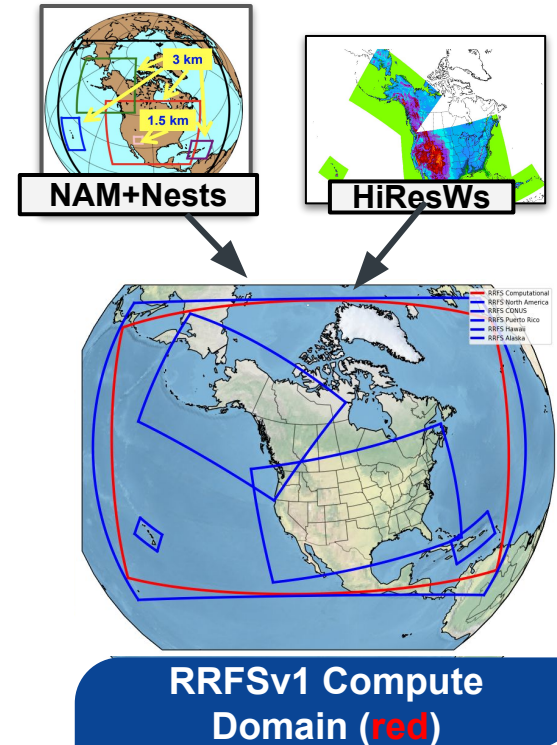 3 km
1.5 km
NAM+Nests
HiResWs
RRFS Computational
RRFS North America
RRFS CONUS
RRFS Puerto Rico
RRFS Hawaii
RRFS Alaska
RRFSv1 Compute
Domain (red)